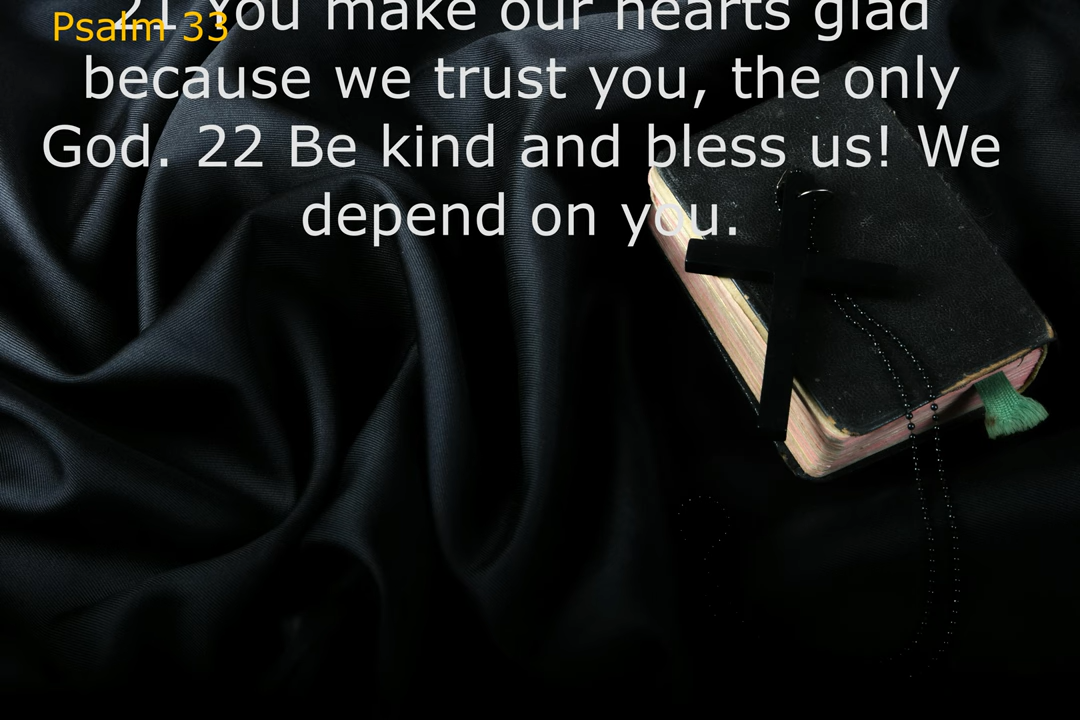 Psalm 33
21 You make our hearts glad
because we trust you, the only
God. 22 Be kind and bless us! We
depend on you.